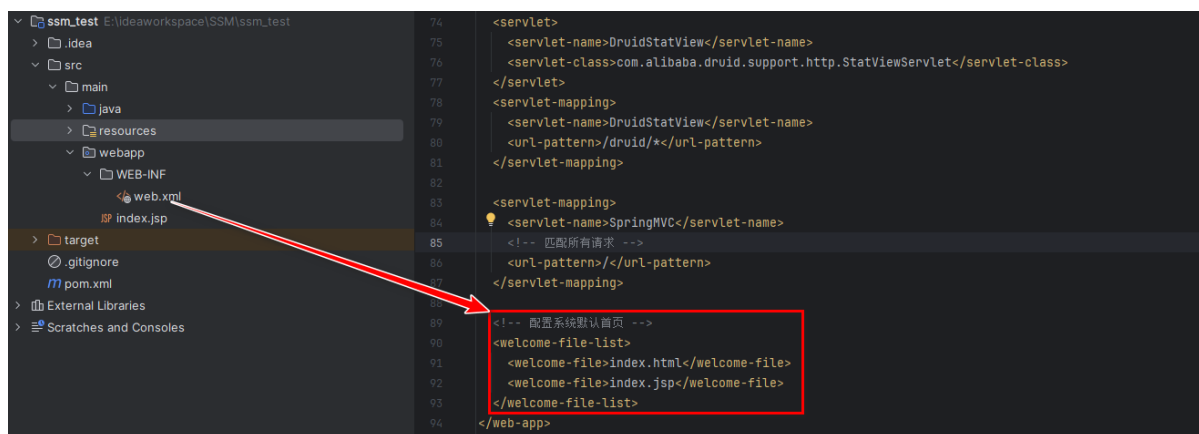 ssm_test E:\ideaworkspace\SSM\ssm_test
.idea
src
main
java
resources
webapp
WEB-INF
web.xml
JSP index.jsp
target
.gitignore
m pom.xml
External Libraries
Scratches and Consoles
74 <servlet>
75 <servlet-name>DruidStatView</servlet-name>
76 <servlet-class>com.alibaba.druid.support.http.StatViewServlet</servlet-class>
77 </servlet>
78 <servlet-mapping>
79 <servlet-name>DruidStatView</servlet-name>
80 <url-pattern>/druid/*</url-pattern>
81 </servlet-mapping>
82
83 <servlet-mapping>
84 <servlet-name>SpringMVC</servlet-name>
85 <!-- 匹配所有请求 -->
86 <url-pattern>/</url-pattern>
87 </servlet-mapping>
88
89 <!-- 配置系统默认首页 -->
90 <welcome-file-list>
91 <welcome-file>index.html</welcome-file>
92 <welcome-file>index.jsp</welcome-file>
93 </welcome-file-list>
94 </web-app>